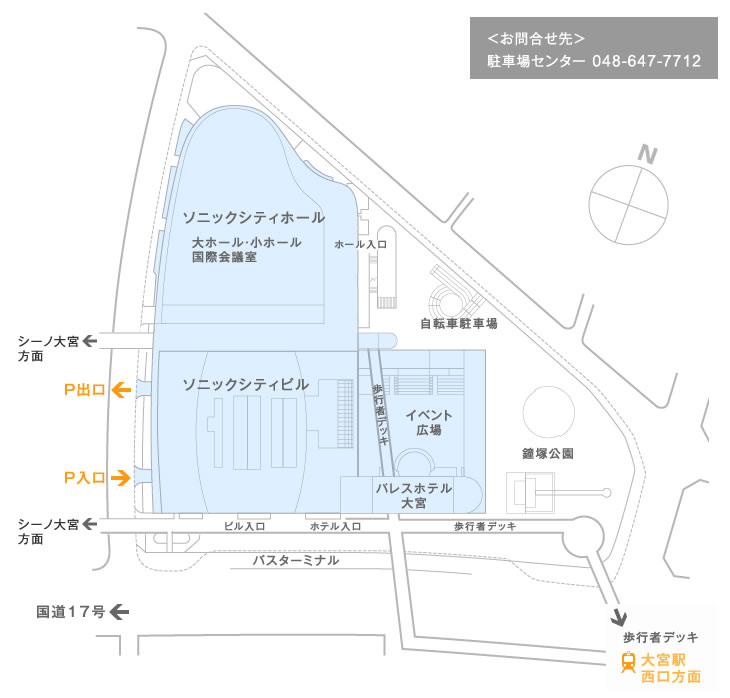 ＜お問合せ先＞
駐車場センター 048-647-7712
N
ソニックシティホール
大ホール・小ホール
国際会議室
ホール入口
自転車駐車場
シーノ大宮
方面
P出口
ソニックシティビル
歩行者デッキ
イベント
広場
鐘塚公園
P入口
パレスホテル
大宮
シーノ大宮
方面
ビル入口
ホテル入口
歩行者デッキ
バスターミナル
国道17号
歩行者デッキ
大宮駅
西口方面